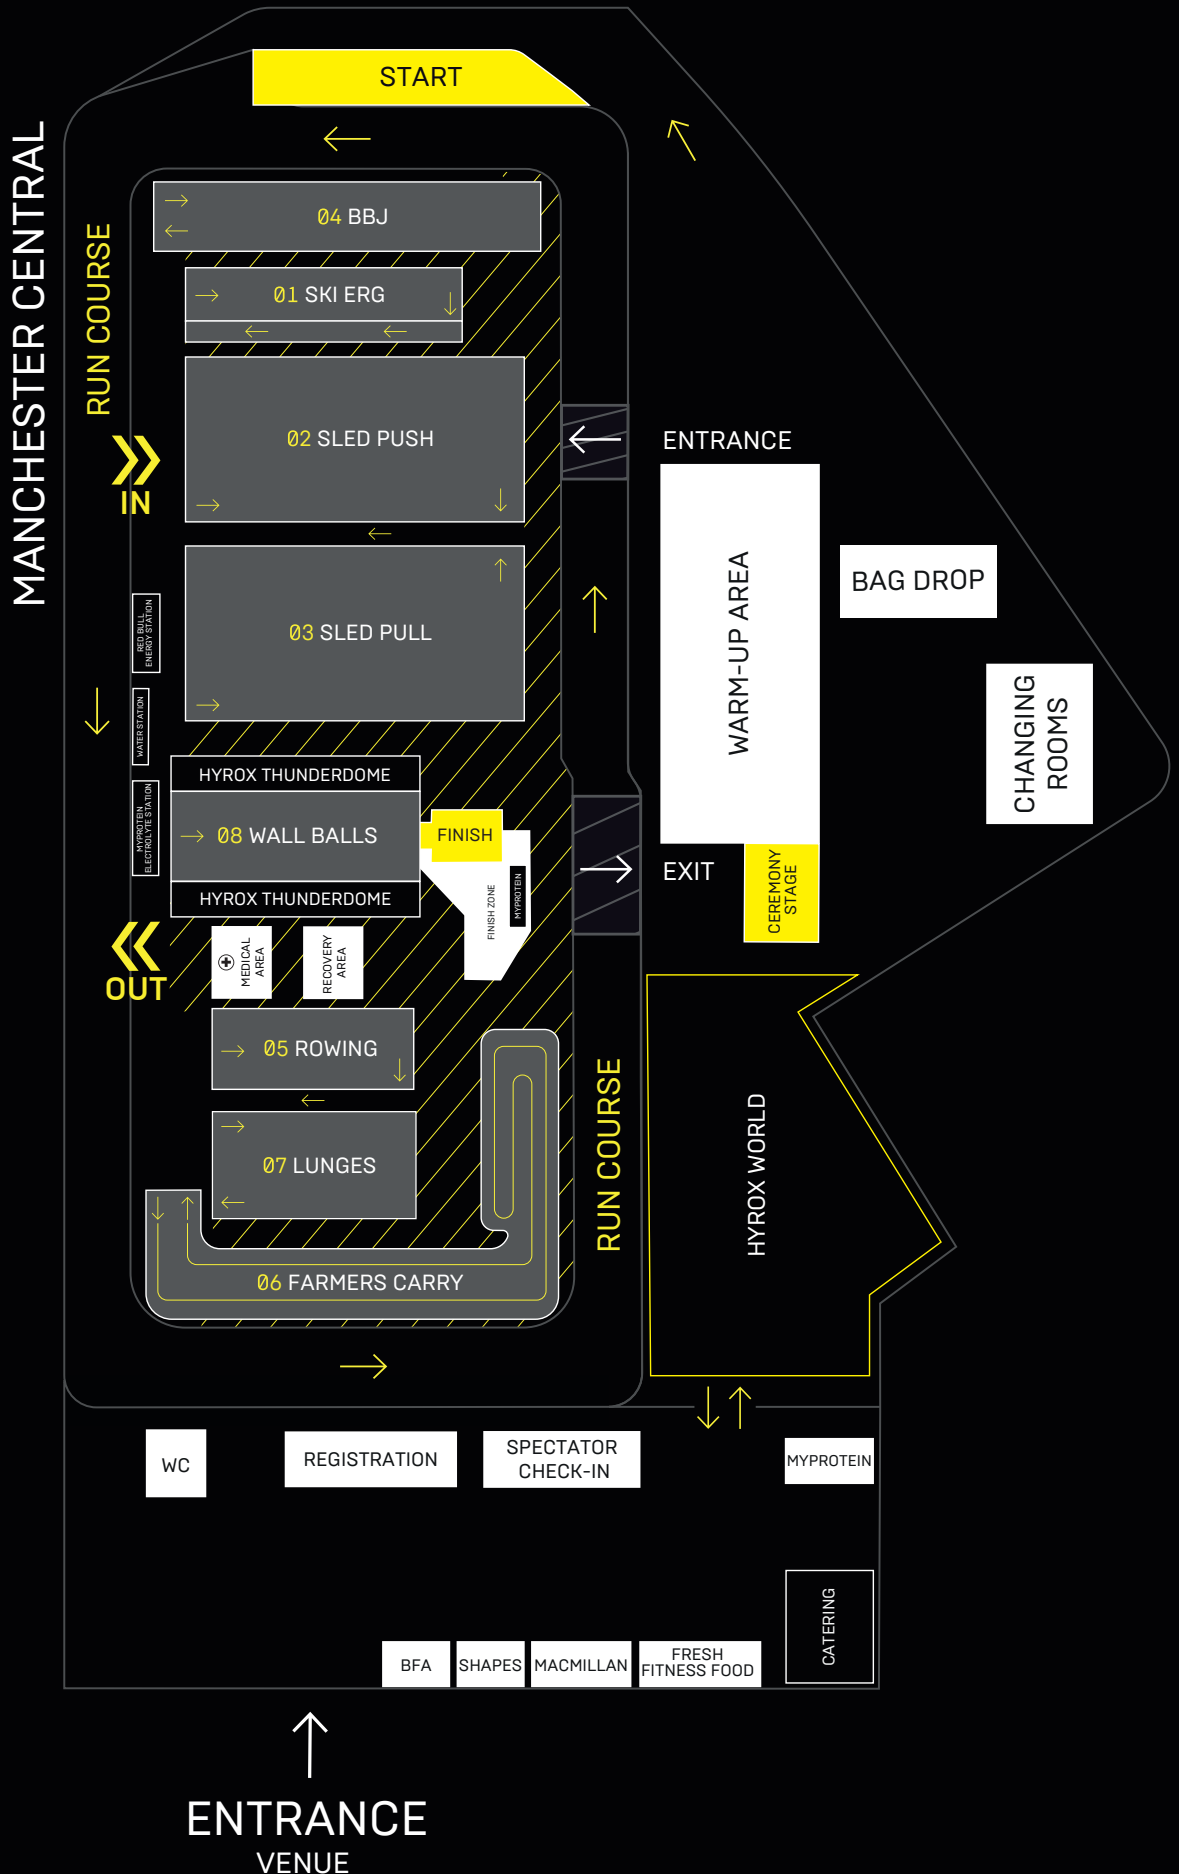 MANCHESTER CENTRAL
START
RUN COURSE
04 BBJ
01 SKI ERG
02 SLED PUSH
IN
ENTRANCE
03 SLED PULL
RED BULL
ENERGY STATION
WATER STATION
MYPROTEIN
ELECTROLYTE STATION
WARM-UP AREA
BAG DROP
CHANGING
ROOMS
HYROX THUNDERDOME
08 WALL BALLS
HYROX THUNDERDOME
FINISH
FINISH ZONE
MYPROTEIN
EXIT
CEREMONY
STAGE
OUT
MEDICAL
AREA
RECOVERY
AREA
05 ROWING
07 LUNGES
06 FARMERS CARRY
RUN COURSE
HYROX WORLD
WC
REGISTRATION
SPECTATOR
CHECK-IN
MYPROTEIN
CATERING
BFA
SHAPES
MACMILLAN
FRESH
FITNESS FOOD
ENTRANCE
VENUE